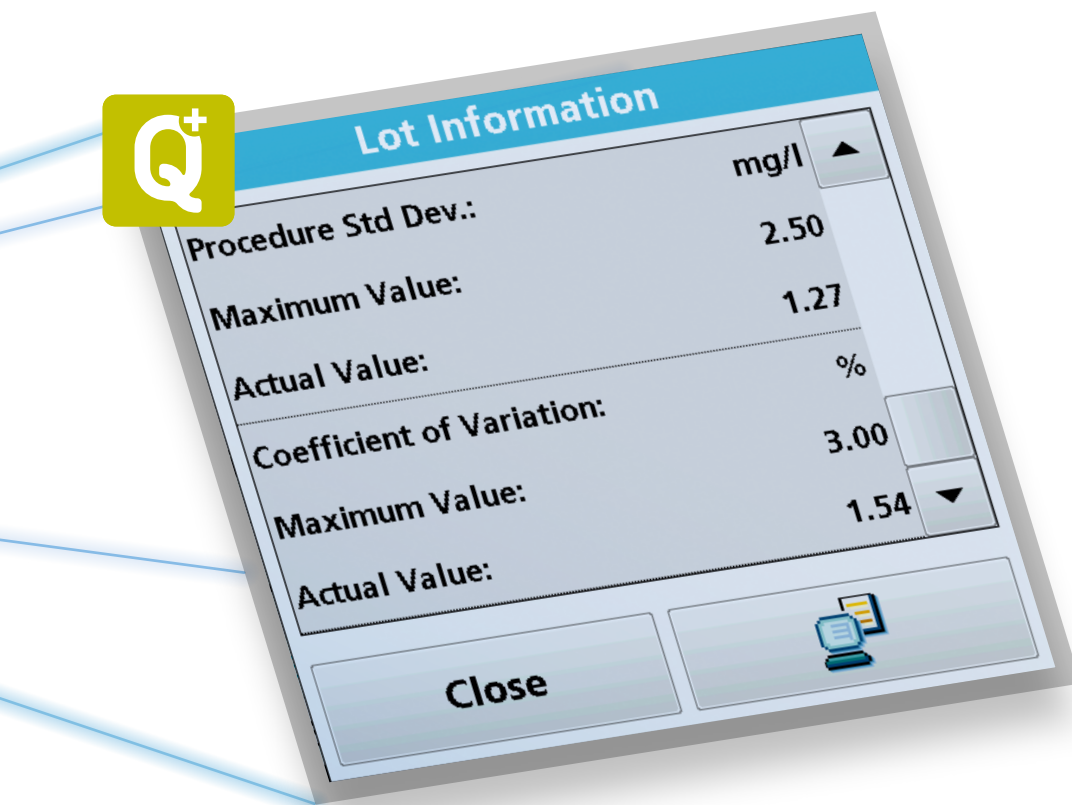 Q+
Lot Information
Procedure Std Dev.: mg/l
Maximum Value: 2.50
Actual Value: 1.27
Coefficient of Variation: %
Maximum Value: 3.00
Actual Value: 1.54
Close